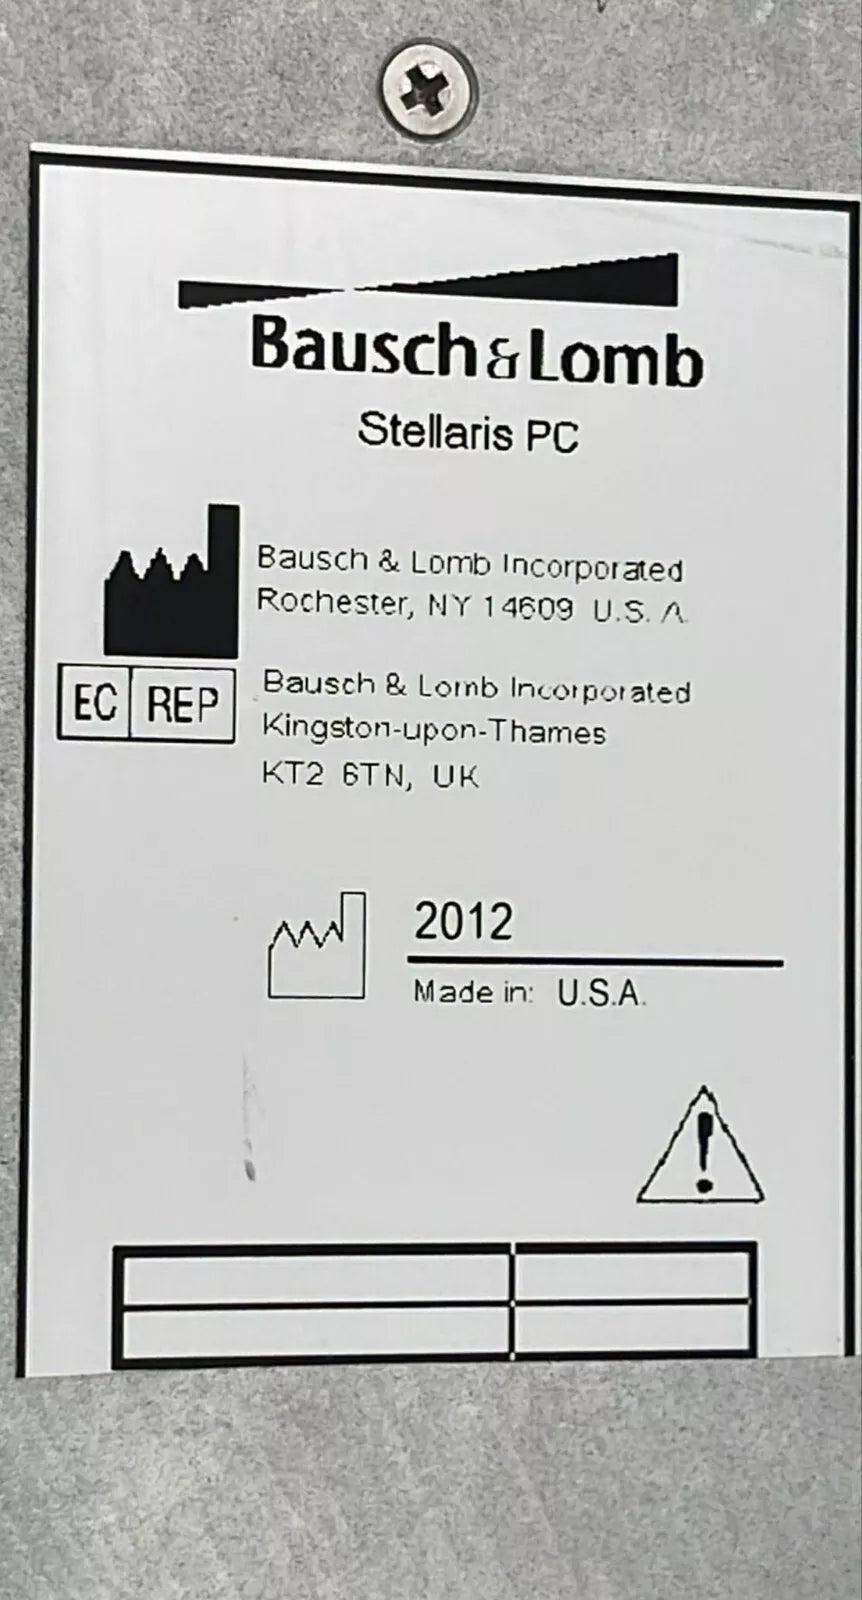 Bausch & Lomb
Stellaris PC
Bausch & Lomb Incorporated
Rochester, NY 14609 U.S.A
EC REP
Bausch & Lomb Incorporated
Kingston-upon-Thames
KT2 6TN, UK
2012
Made in: U.S.A.
!